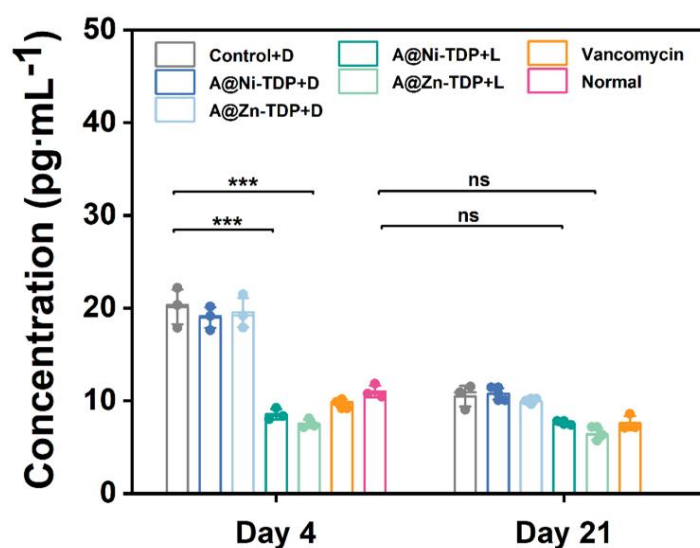 Concentration (pg·mL⁻¹)
50
40
30
20
10
0
Control+D
A@Ni-TDP+D
A@Zn-TDP+D
A@Ni-TDP+L
A@Zn-TDP+L
Vancomycin
Normal
***
***
ns
ns
Day 4
Day 21